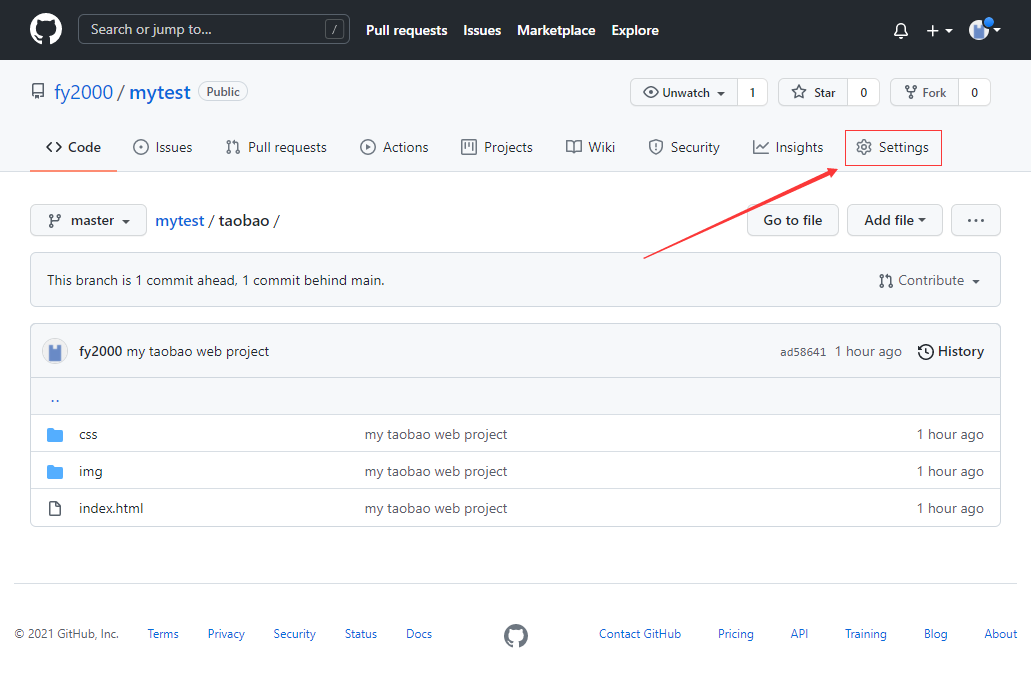 Search or jump to... / Pull requests Issues Marketplace Explore
fy2000 / mytest Public Unwatch 1 Star 0 Fork 0
Code Issues Pull requests Actions Projects Wiki Security Insights Settings
master mytest / taobao / Go to file Add file ...
This branch is 1 commit ahead, 1 commit behind main. Contribute
fy2000 my taobao web project ad58641 1 hour ago History
..
css my taobao web project 1 hour ago
img my taobao web project 1 hour ago
index.html my taobao web project 1 hour ago
© 2021 GitHub, Inc. Terms Privacy Security Status Docs Contact GitHub Pricing API Training Blog About